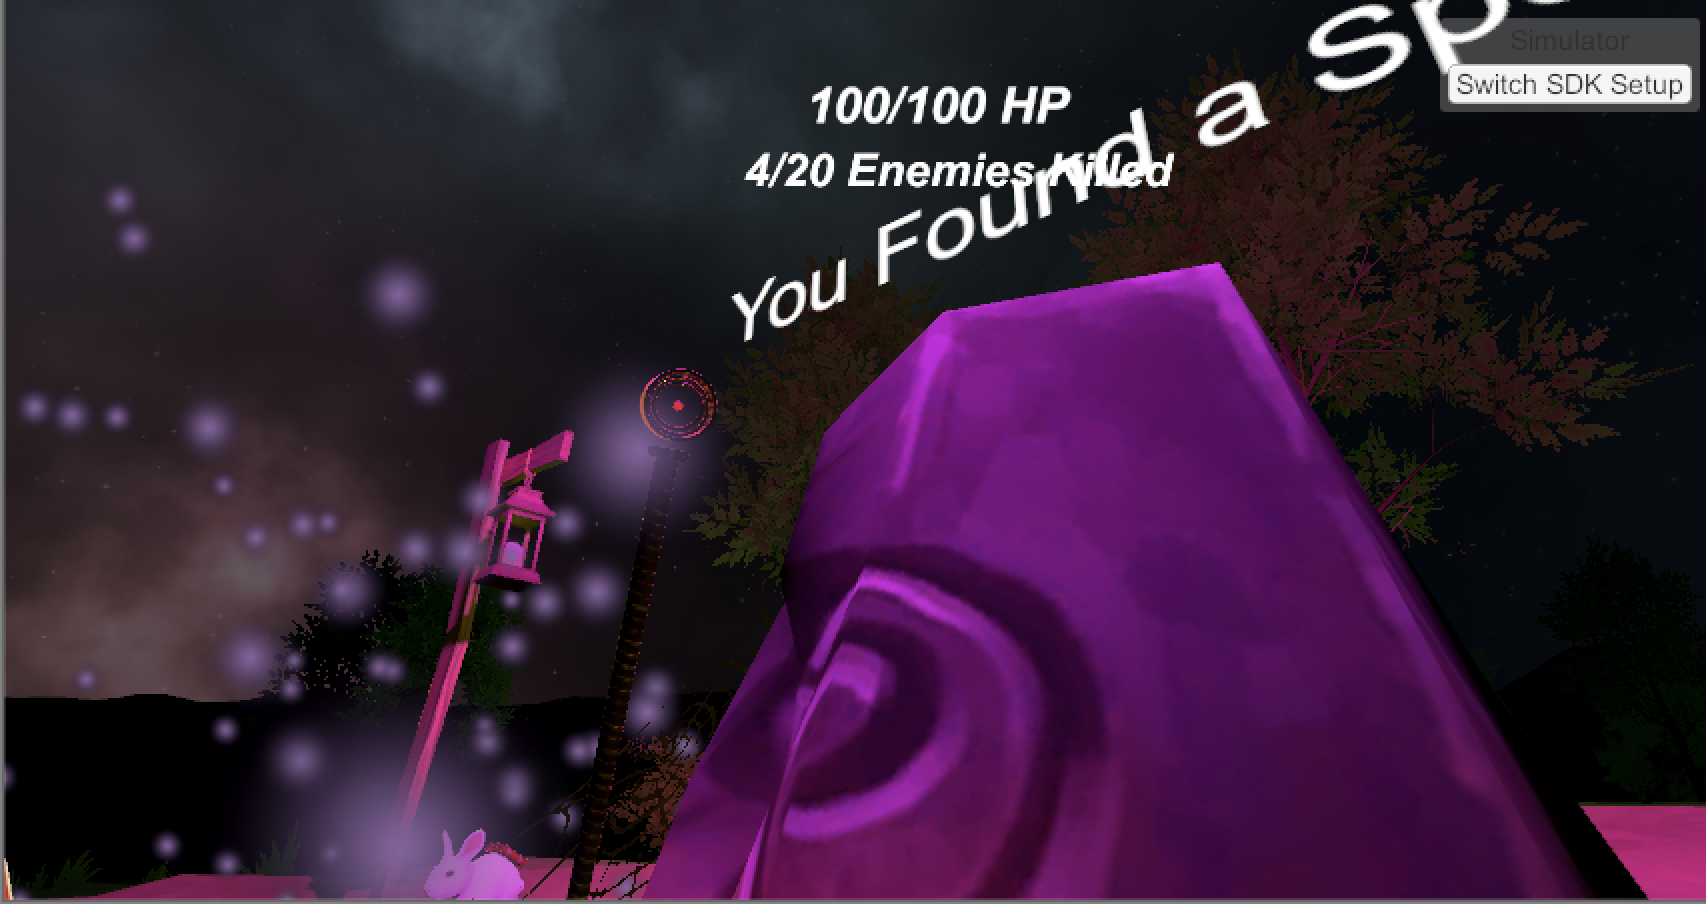 Simulator
Switch SDK Setup
100/100 HP
4/20 Enemies Killed
You Found a